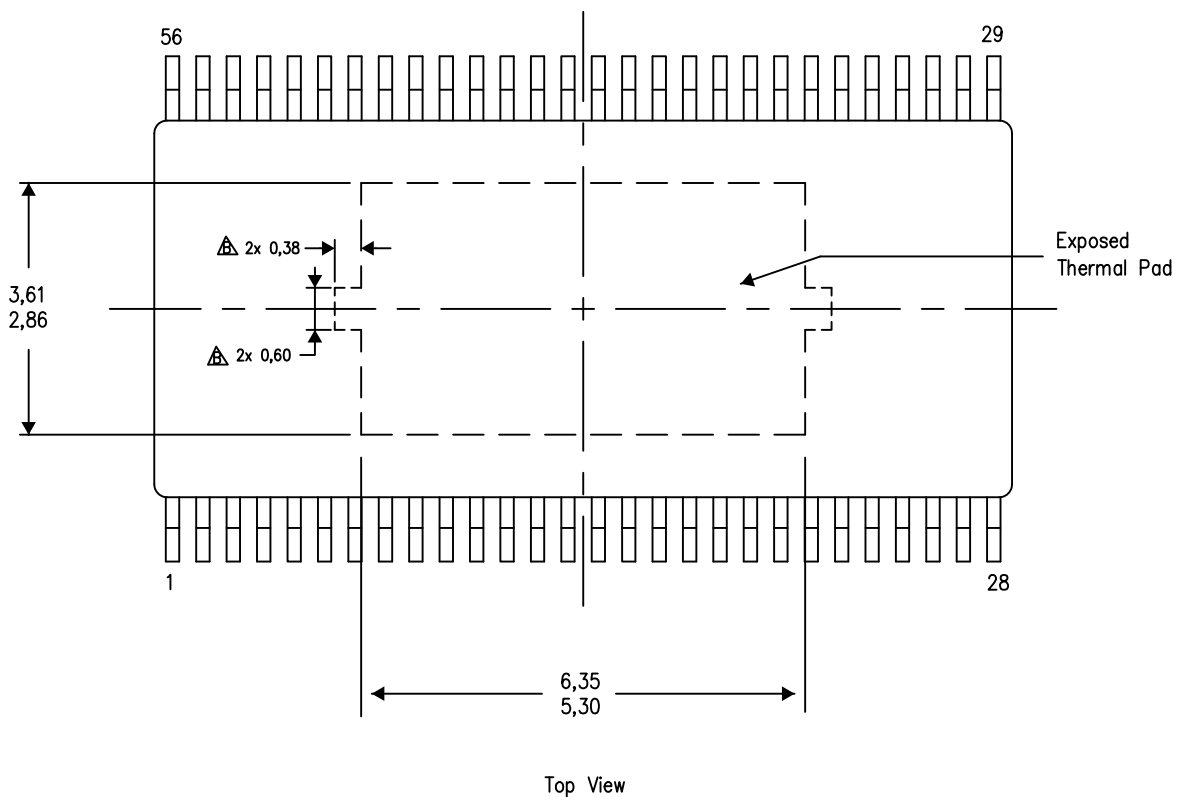 56
29
B 2x 0,38
Exposed
Thermal Pad
3,61
2,86
B 2x 0,60
1
28
6,35
5,30
Top View